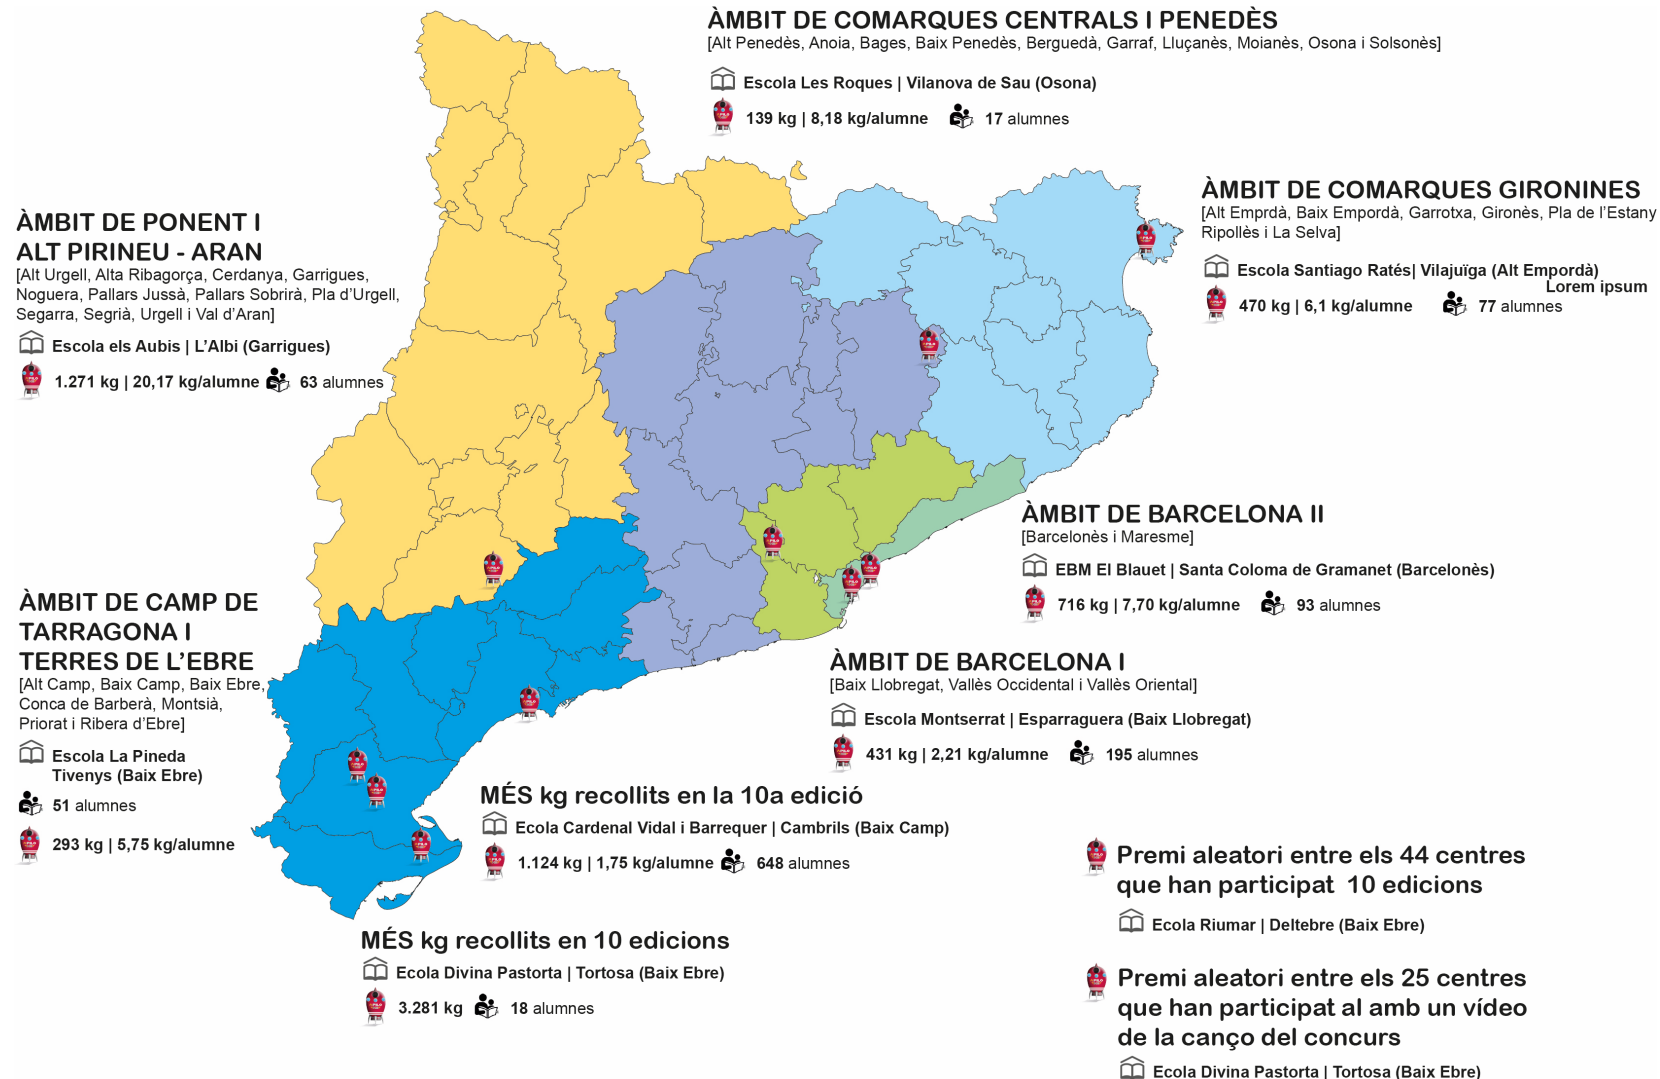 ÀMBIT DE COMARQUES CENTRALS I PENEDÈS
[Alt Penedès, Anoia, Bages, Baix Penedès, Berguedà, Garraf, Lluçanès, Moianès, Osona i Solsonès]
Escola Les Roques | Vilanova de Sau (Osona)
139 kg | 8,18 kg/alumne 17 alumnes
ÀMBIT DE COMARQUES GIRONINES
[Alt Emprdà, Baix Empordà, Garrotxa, Gironès, Pla de l'Estany
Ripollès i La Selva]
Escola Santiago Ratés| Vilajuïga (Alt Empordà)
Lorem ipsum
470 kg | 6,1 kg/alumne 77 alumnes
ÀMBIT DE PONENT I
ALT PIRINEU - ARAN
[Alt Urgell, Alta Ribagorça, Cerdanya, Garrigues,
Noguera, Pallars Jussà, Pallars Sobrirà, Pla d'Urgell,
Segarra, Segrià, Urgell i Val d'Aran]
Escola els Aubis | L'Albi (Garrigues)
1.271 kg | 20,17 kg/alumne 63 alumnes
ÀMBIT DE BARCELONA II
[Barcelonès i Maresme]
EBM El Blauet | Santa Coloma de Gramanet (Barcelonès)
716 kg | 7,70 kg/alumne 93 alumnes
ÀMBIT DE CAMP DE
TARRAGONA I
TERRES DE L'EBRE
[Alt Camp, Baix Camp, Baix Ebre,
Conca de Barberà, Montsià,
Priorat i Ribera d'Ebre]
Escola La Pineda
Tivenys (Baix Ebre)
51 alumnes
293 kg | 5,75 kg/alumne
ÀMBIT DE BARCELONA I
[Baix Llobregat, Vallès Occidental i Vallès Oriental]
Escola Montserrat | Esparraguera (Baix Llobregat)
431 kg | 2,21 kg/alumne 195 alumnes
MÉS kg recollits en la 10a edició
Ecola Cardenal Vidal i Barrequer | Cambrils (Baix Camp)
1.124 kg | 1,75 kg/alumne 648 alumnes
MÉS kg recollits en 10 edicions
Ecola Divina Pastorta | Tortosa (Baix Ebre)
3.281 kg 18 alumnes
Premi aleatori entre els 44 centres
que han participat 10 edicions
Ecola Riumar | Deltebre (Baix Ebre)
Premi aleatori entre els 25 centres
que han participat al amb un vídeo
de la canço del concurs
Ecola Divina Pastorta | Tortosa (Baix Ebre)